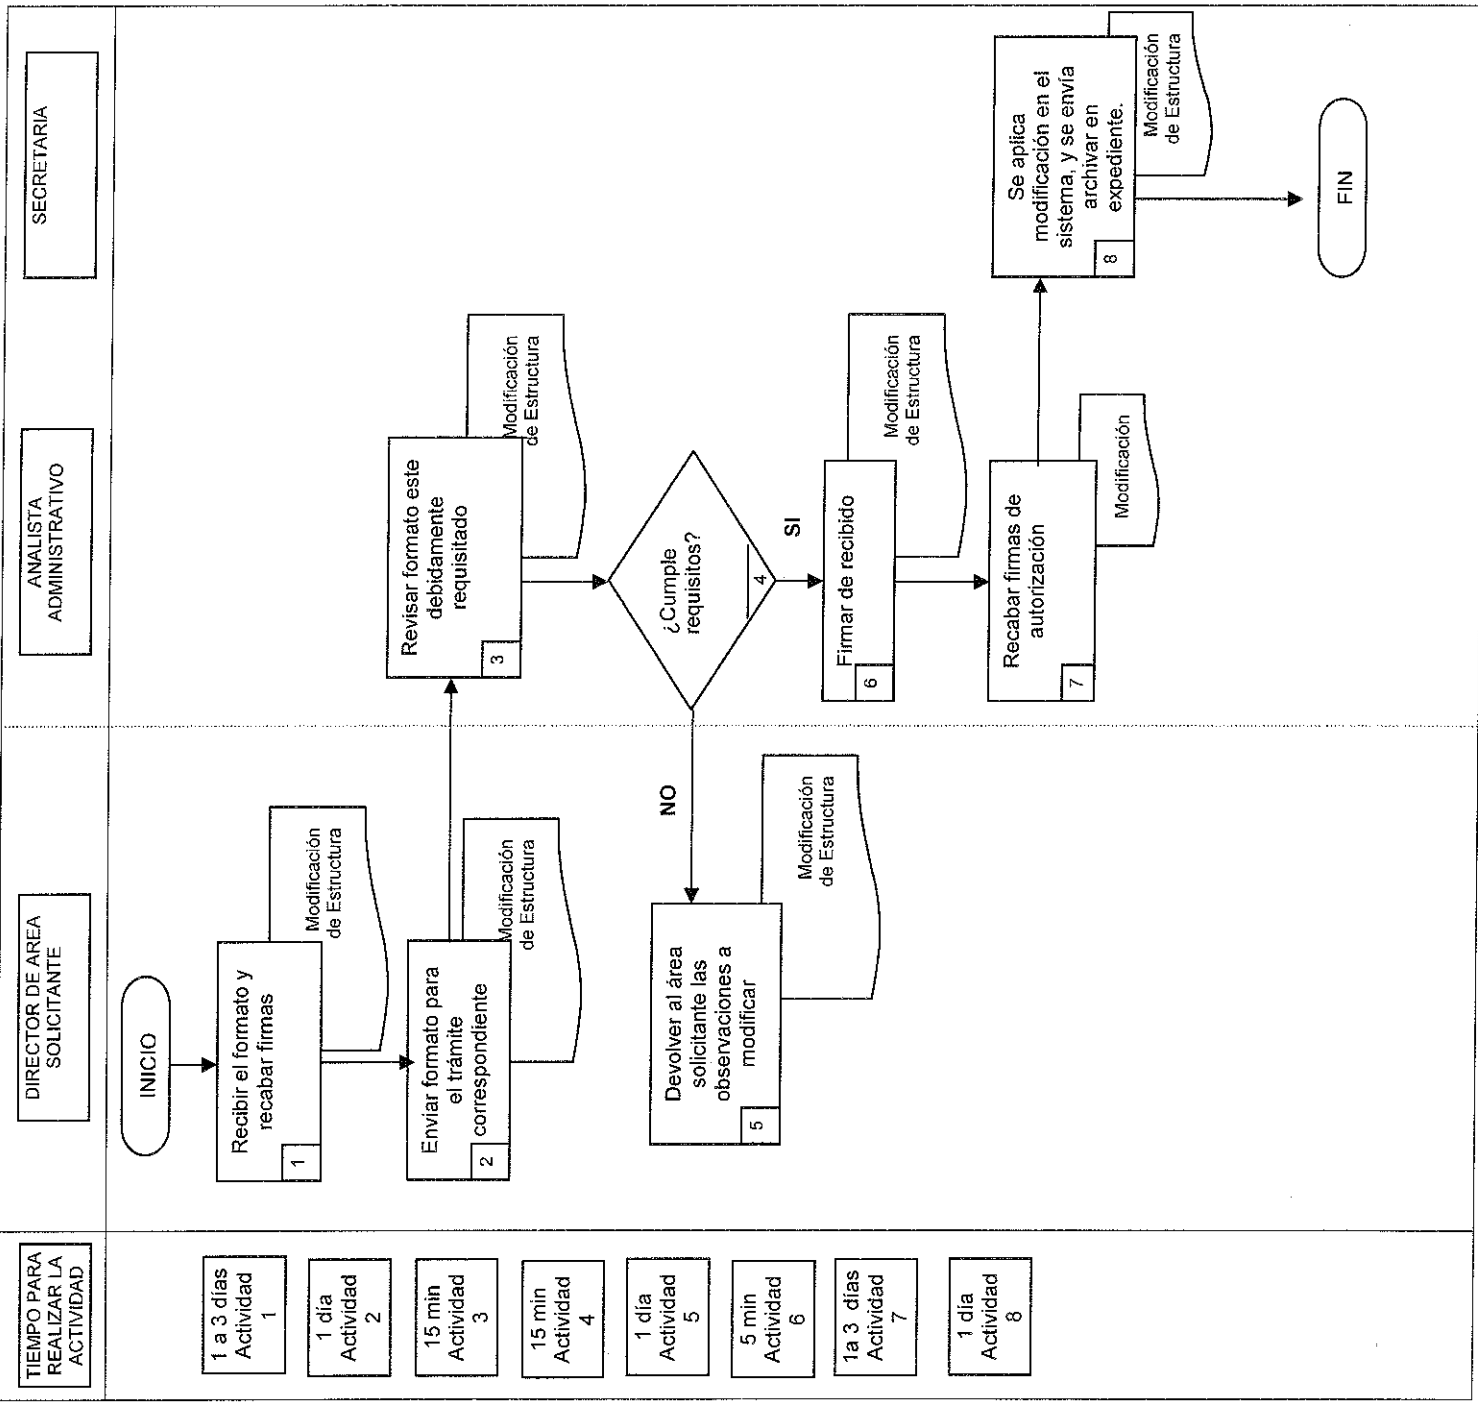 TIEMPO PARA
REALIZAR LA
ACTIVIDAD
DIRECTOR DE AREA
SOLICITANTE
ANALISTA
ADMINISTRATIVO
SECRETARIA
1 a 3 días
Actividad
1
1 día
Actividad
2
15 min
Actividad
3
15 min
Actividad
4
1 día
Actividad
5
5 min
Actividad
6
1a 3 días
Actividad
7
1 día
Actividad
8
INICIO
Recibir el formato y
recabar firmas
1
Modificación
de Estructura
Enviar formato para
el trámite
correspondiente
2
Modificación
de Estructura
Revisar formato este
debidamente
requisitado
3
Modificación
de Estructura
¿Cumple
requisitos?
4
NO
SI
Devolver al área
solicitante las
observaciones a
modificar
5
Modificación
de Estructura
Firmar de recibido
6
Modificación
de Estructura
Recabar firmas de
autorización
7
Modificación
Se aplica
modificación en el
sistema, y se envía
archivar en
expediente.
8
Modificación
de Estructura
FIN